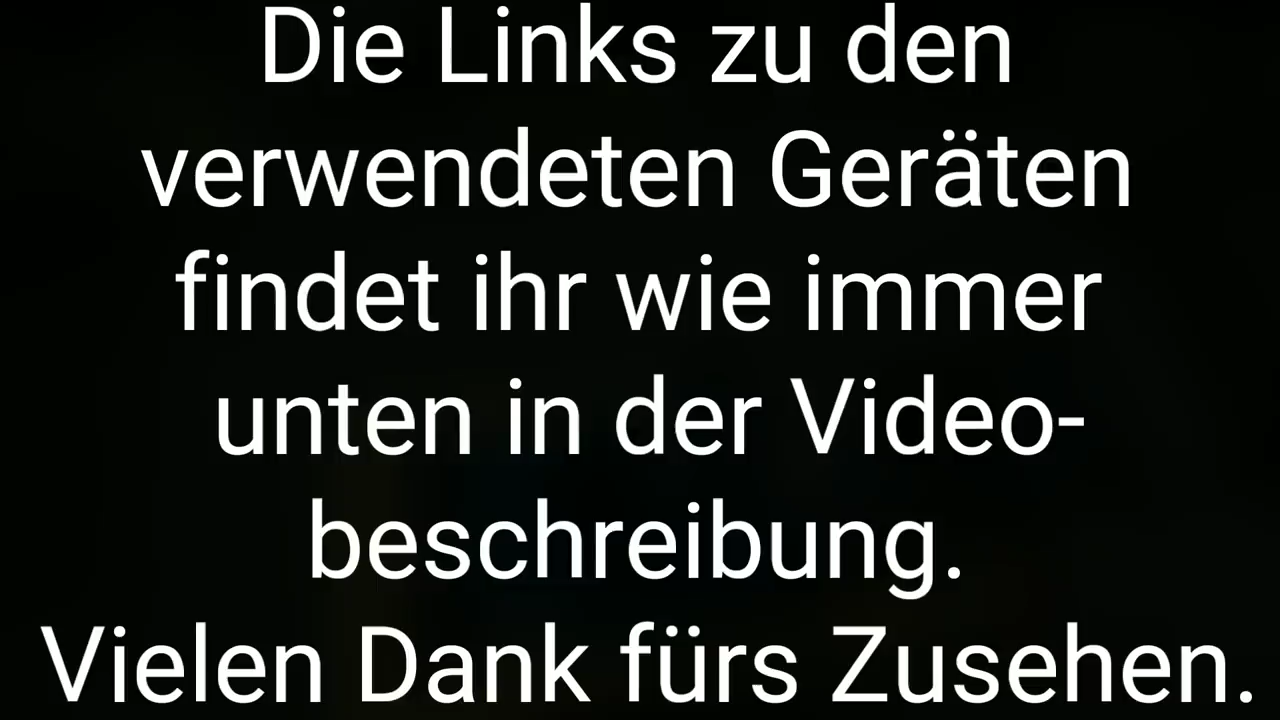 Die Links zu den
verwendeten Geräten
findet ihr wie immer
unten in der Video-
beschreibung.
Vielen Dank fürs Zusehen.